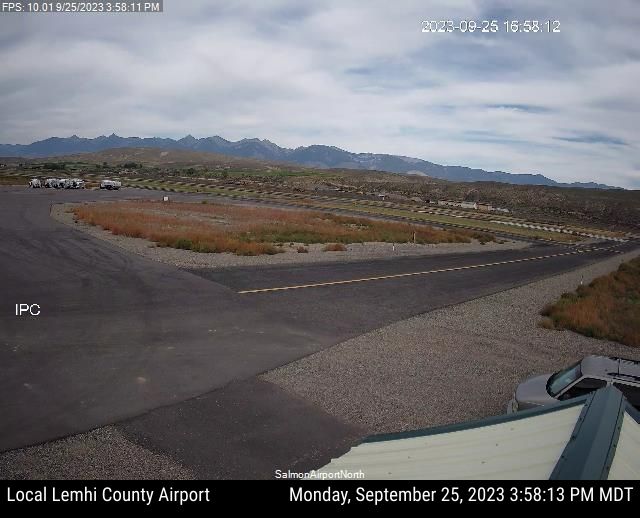 FPS: 10.01 9/25/2023 3:58:11 PM
2023-09-25 15:58:12
IPC
SalmonAirportNorth
Local Lemhi County Airport
Monday, September 25, 2023 3:58:13 PM MDT